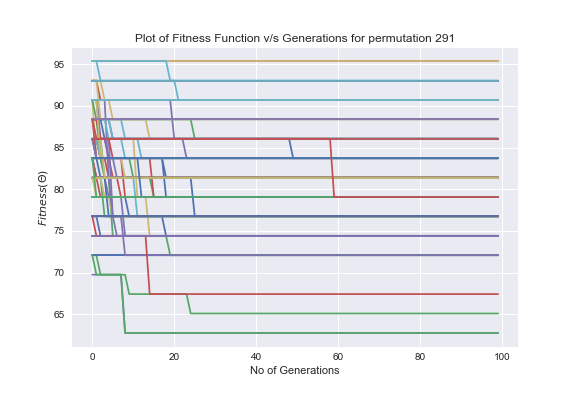 Plot of Fitness Function v/s Generations for permutation 291
95
90
85
80
75
70
65
Fitness(Θ)
0 20 40 60 80 100
No of Generations